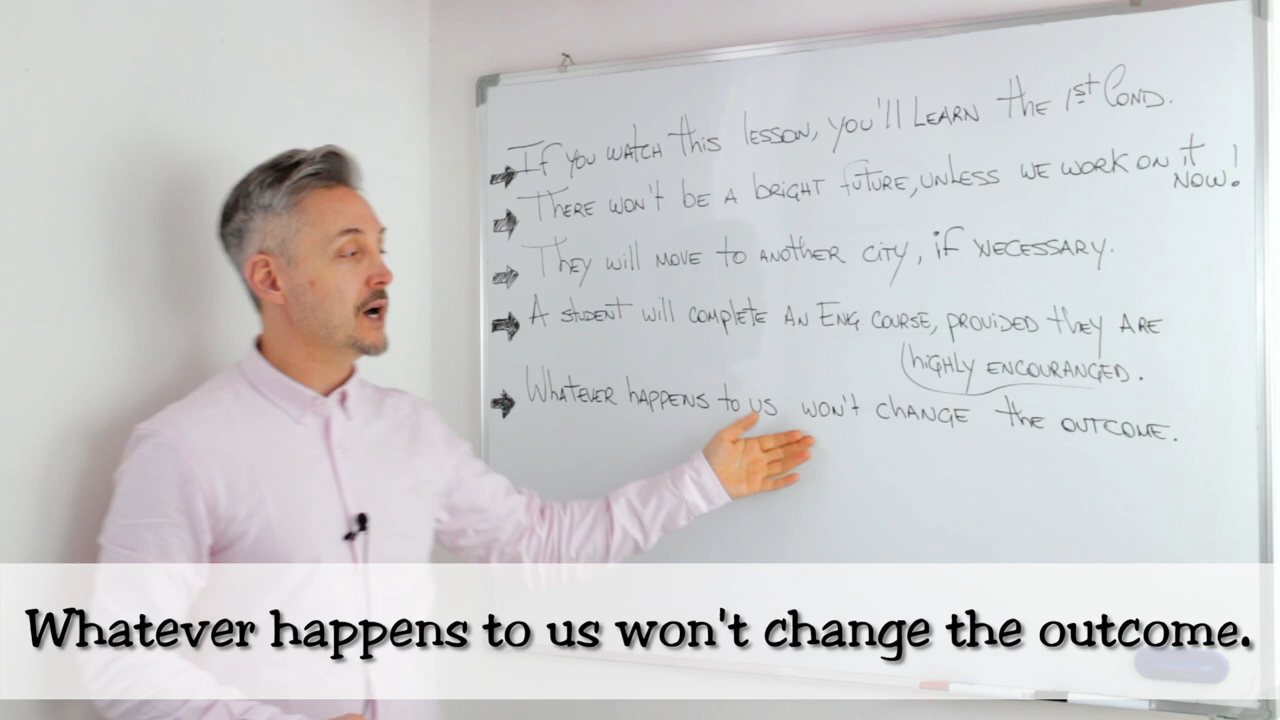 If you watch this lesson, you'll learn the 1st Cond.
There won't be a bright future, unless we work on it
now!
They will move to another city, if necessary.
A student will complete an Eng course, provided they are
highly encouranged.
Whatever happens to us won't change the outcome.
Whatever happens to us won't change the outcome.